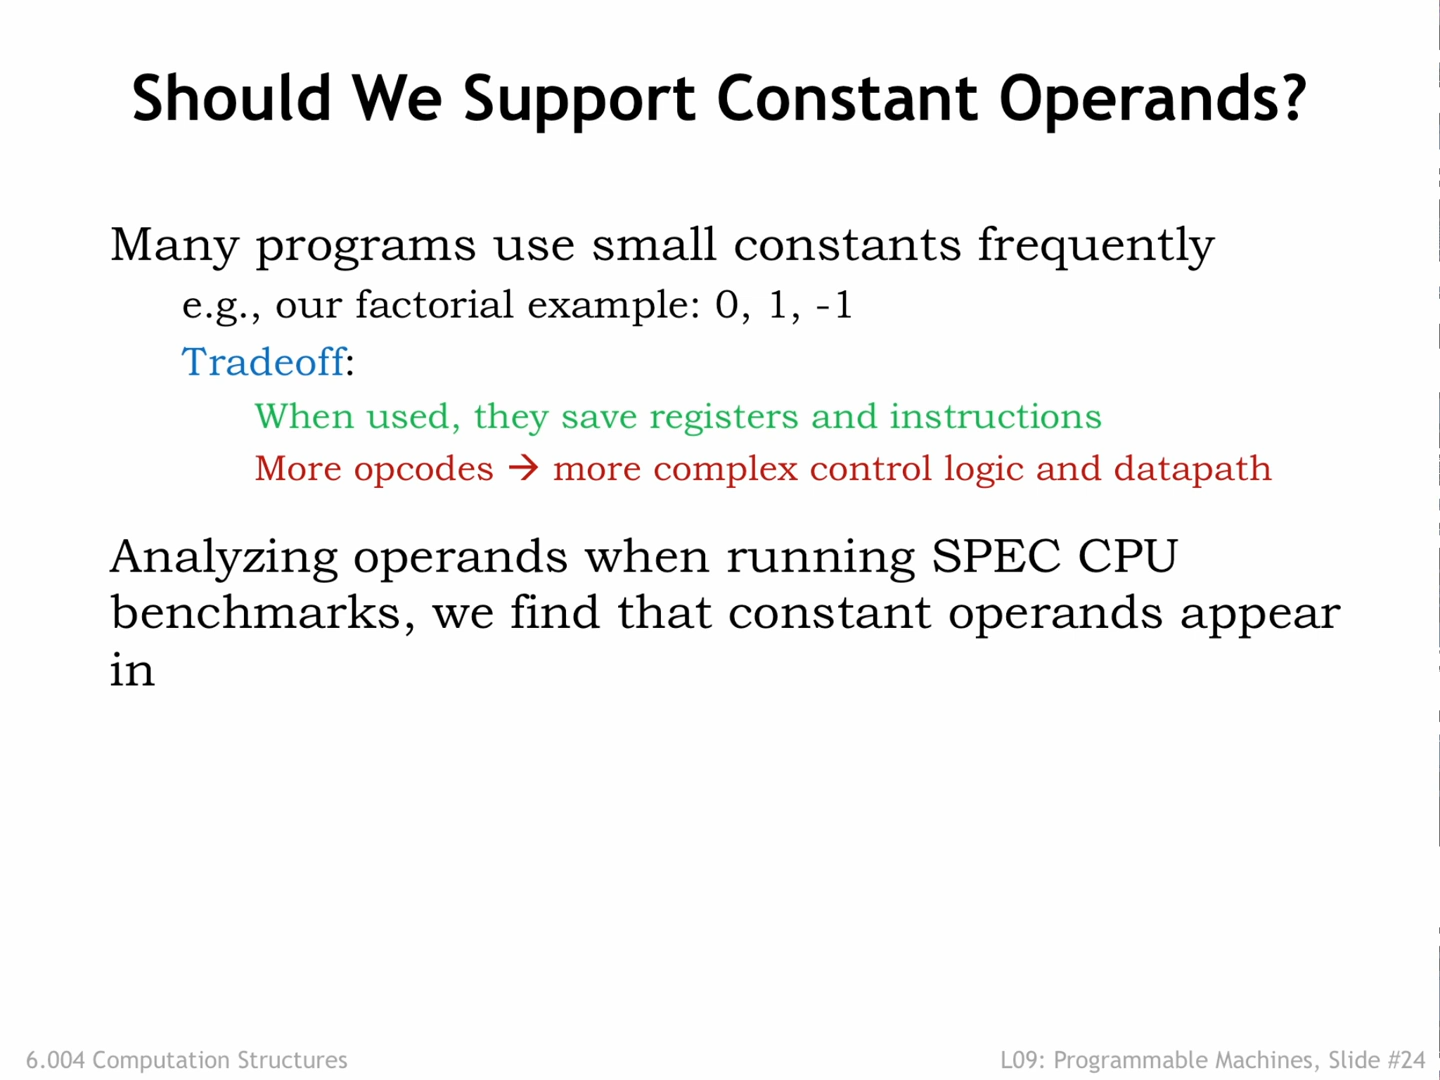 Should We Support Constant Operands?
Many programs use small constants frequently
e.g., our factorial example: 0, 1, -1
Tradeoff:
When used, they save registers and instructions
More opcodes → more complex control logic and datapath
Analyzing operands when running SPEC CPU
benchmarks, we find that constant operands appear
in
6.004 Computation Structures
L09: Programmable Machines, Slide #24